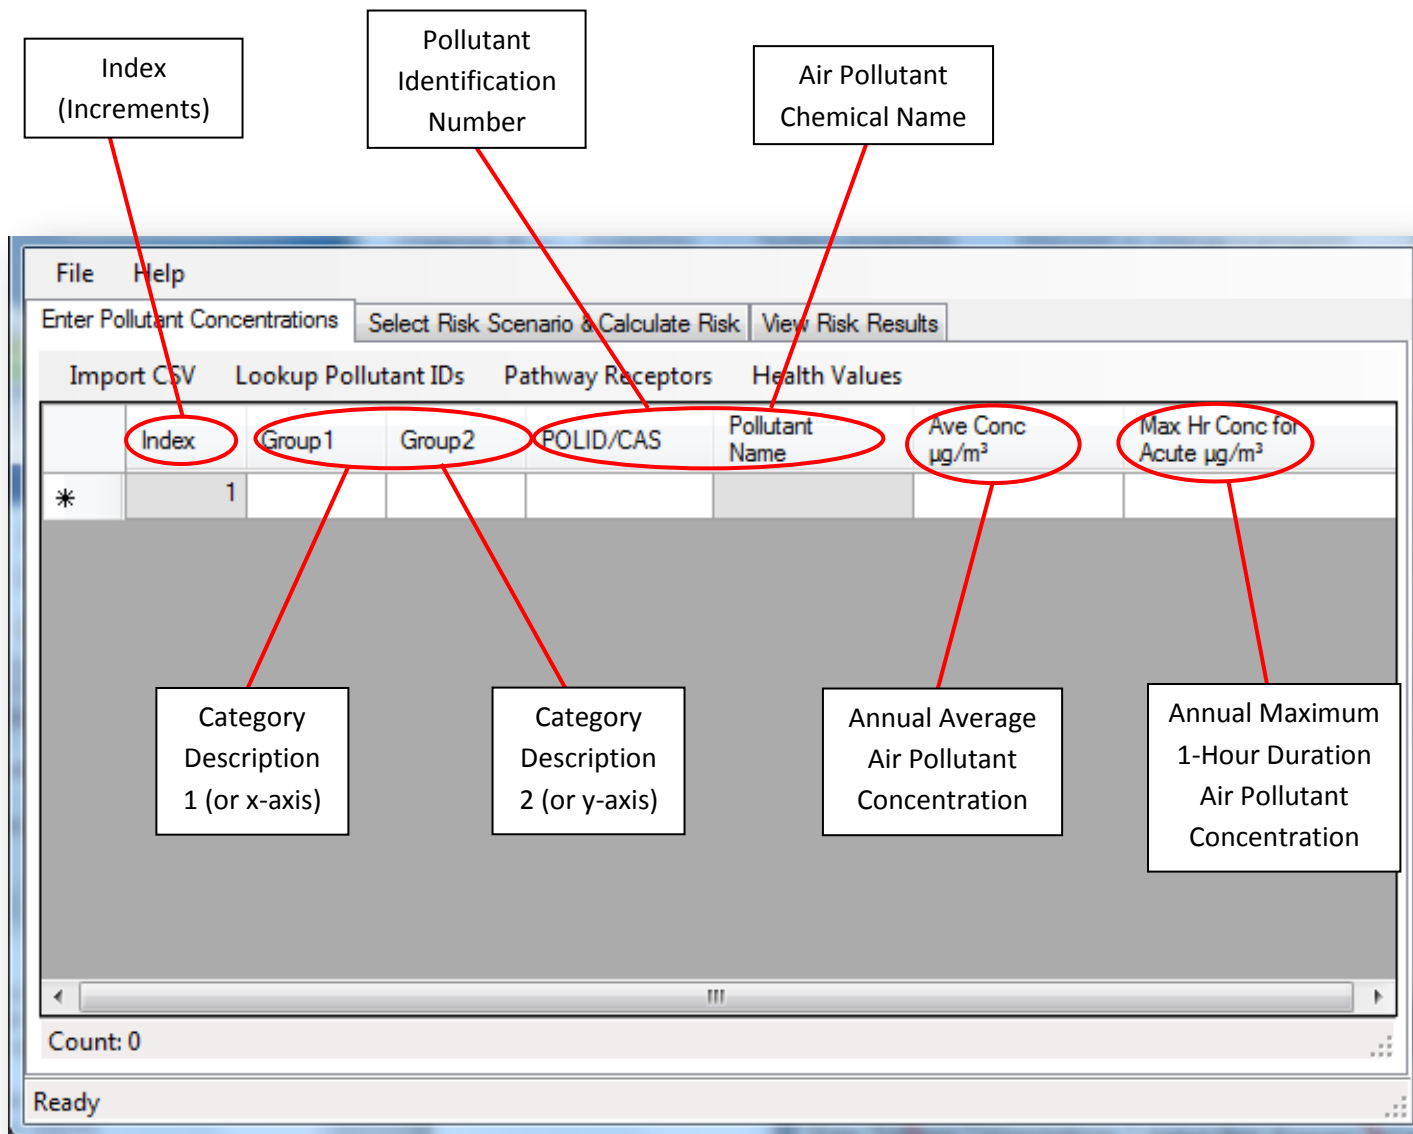 Index
(Increments)
Pollutant
Identification
Number
Air Pollutant
Chemical Name
File Help
Enter Pollutant Concentrations Select Risk Scenario & Calculate Risk View Risk Results
Import CSV Lookup Pollutant IDs Pathway Receptors Health Values
Index Group1 Group2 POLID/CAS Pollutant Name Ave Conc µg/m³ Max Hr Conc for Acute µg/m³
1
Category
Description
1 (or x-axis)
Category
Description
2 (or y-axis)
Annual Average
Air Pollutant
Concentration
Annual Maximum
1-Hour Duration
Air Pollutant
Concentration
Count: 0
Ready